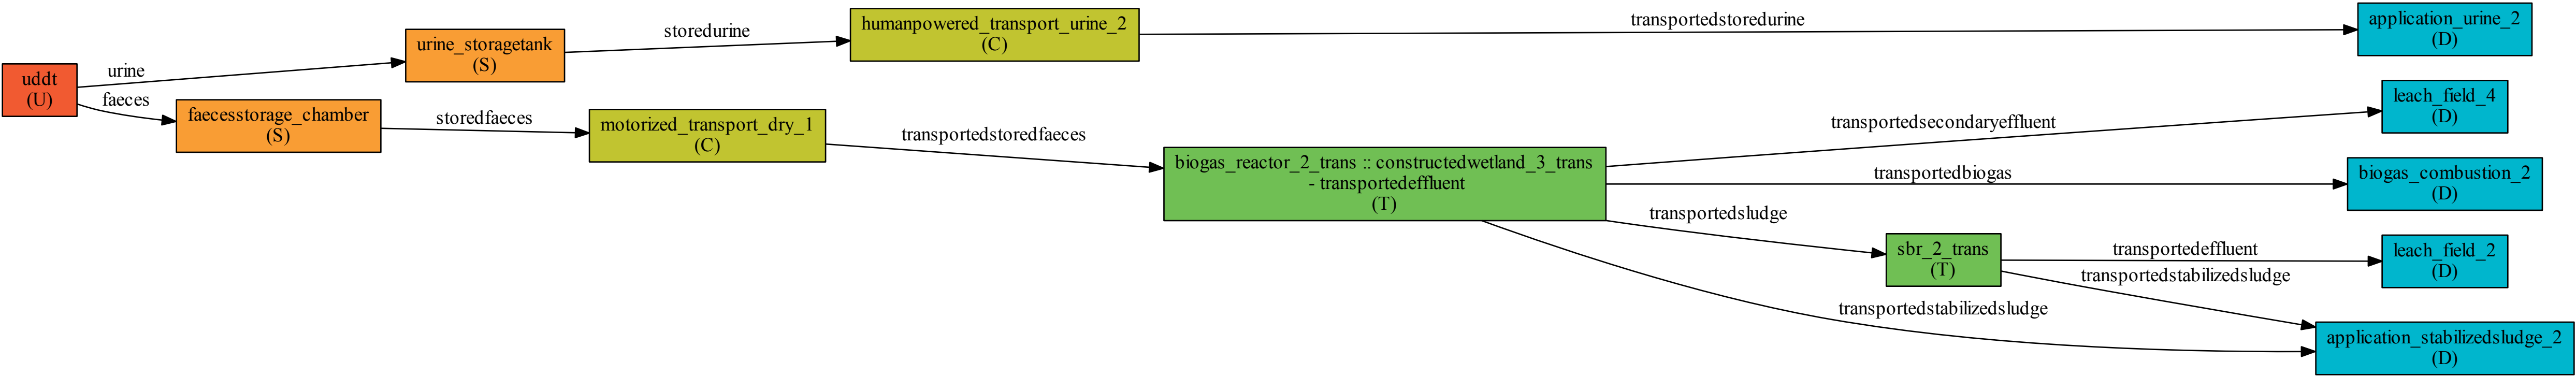 uddt
(U)
urine
faeces
urine_storagetank
(S)
faecesstorage_chamber
(S)
storedurine
storedfaeces
humanpowered_transport_urine_2
(C)
motorized_transport_dry_1
(C)
transportedstoredurine
transportedstoredfaeces
biogas_reactor_2_trans :: constructedwetland_3_trans
- transportedeffluent
(T)
transportedsecondaryeffluent
transportedbiogas
transportedsludge
transportedstabilizedsludge
sbr_2_trans
(T)
transportedeffluent
transportedstabilizedsludge
application_urine_2
(D)
leach_field_4
(D)
biogas_combustion_2
(D)
leach_field_2
(D)
application_stabilizedsludge_2
(D)